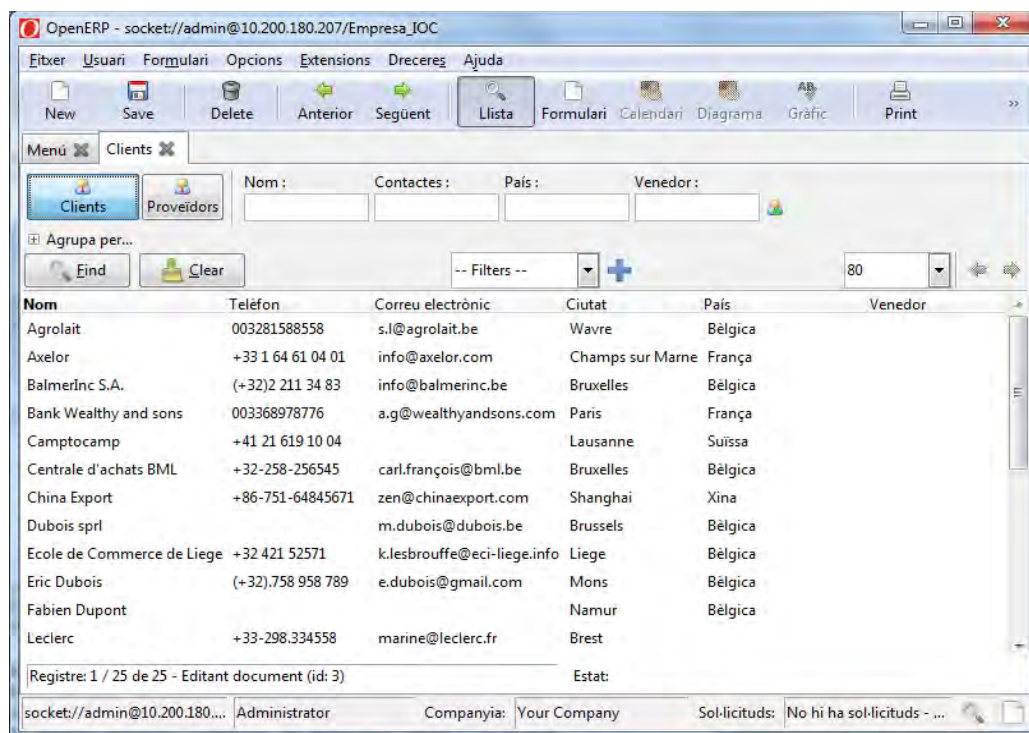 OpenERP - socket://admin@10.200.180.207/Empresa_IOC
Fitxer Usuari Formulari Opcions Extensions Dreceres Ajuda
New Save Delete Anterior Següent Llista Formulari Calendari Diagrama Gràfic Print
Menú Clients
Clients Proveïdors Nom : Contactes : País : Venedor :
Agrupa per...
Find Clear -- Filters -- 80
Nom Telèfon Correu electrònic Ciutat País Venedor
Agrolait 003281588558 s.l@agrolait.be Wavre Bèlgica
Axelor +33 1 64 61 04 01 info@axelor.com Champs sur Marne França
BalmerInc S.A. (+32)2 211 34 83 info@balmerinc.be Bruxelles Bèlgica
Bank Wealthy and sons 003368978776 a.g@wealthyandsons.com Paris França
Camptocamp +41 21 619 10 04 Lausanne Suïssa
Centrale d'achats BML +32-258-256545 carl.françois@bml.be Bruxelles Bèlgica
China Export +86-751-64845671 zen@chinaexport.com Shanghai Xina
Dubois sprl m.dubois@dubois.be Brussels Bèlgica
Ecole de Commerce de Liege +32 421 52571 k.lesbrouffe@eci-liege.info Liege Bèlgica
Eric Dubois (+32).758 958 789 e.dubois@gmail.com Mons Bèlgica
Fabien Dupont Namur Bèlgica
Leclerc +33-298.334558 marine@leclerc.fr Brest
Registre: 1 / 25 de 25 - Editant document (id: 3) Estat:
socket://admin@10.200.180.... Administrator Companyia: Your Company Sol·licituds: No hi ha sol·licituds - ...